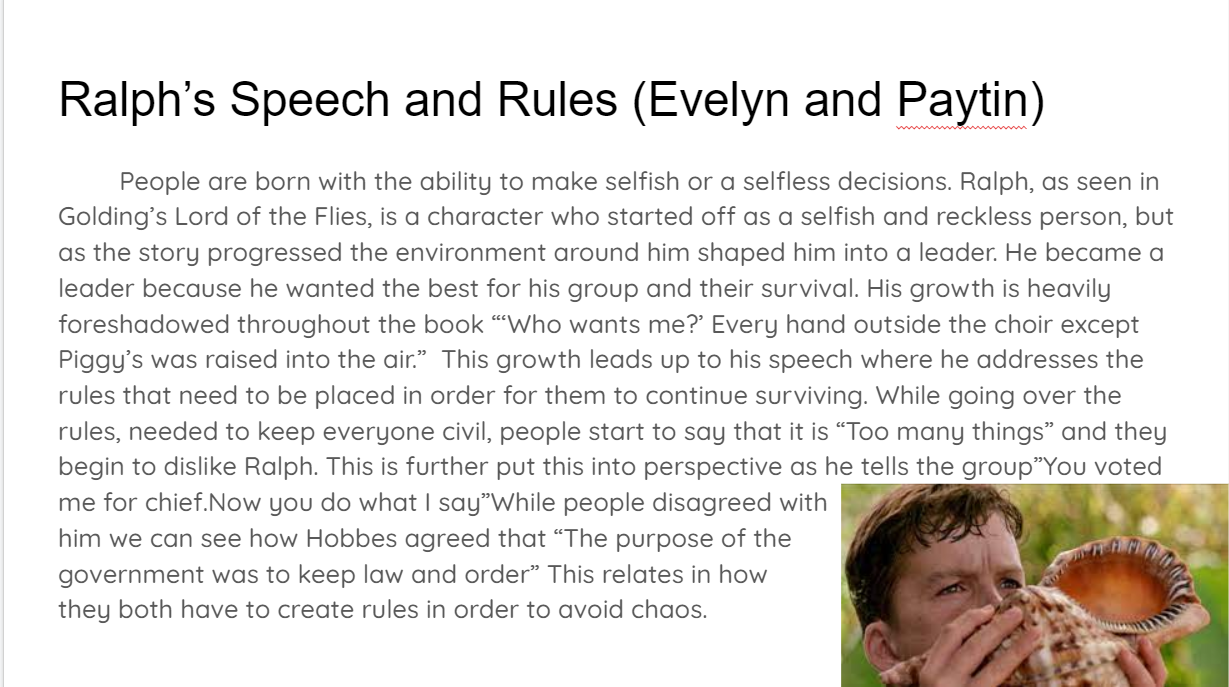 Ralph’s Speech and Rules (Evelyn and Paytin)
People are born with the ability to make selfish or a selfless decisions. Ralph, as seen in
Golding’s Lord of the Flies, is a character who started off as a selfish and reckless person, but
as the story progressed the environment around him shaped him into a leader. He became a
leader because he wanted the best for his group and their survival. His growth is heavily
foreshadowed throughout the book “‘Who wants me?’ Every hand outside the choir except
Piggy’s was raised into the air.”  This growth leads up to his speech where he addresses the
rules that need to be placed in order for them to continue surviving. While going over the
rules, needed to keep everyone civil, people start to say that it is “Too many things” and they
begin to dislike Ralph. This is further put this into perspective as he tells the group”You voted
me for chief.Now you do what I say”While people disagreed with
him we can see how Hobbes agreed that “The purpose of the
government was to keep law and order” This relates in how
they both have to create rules in order to avoid chaos.